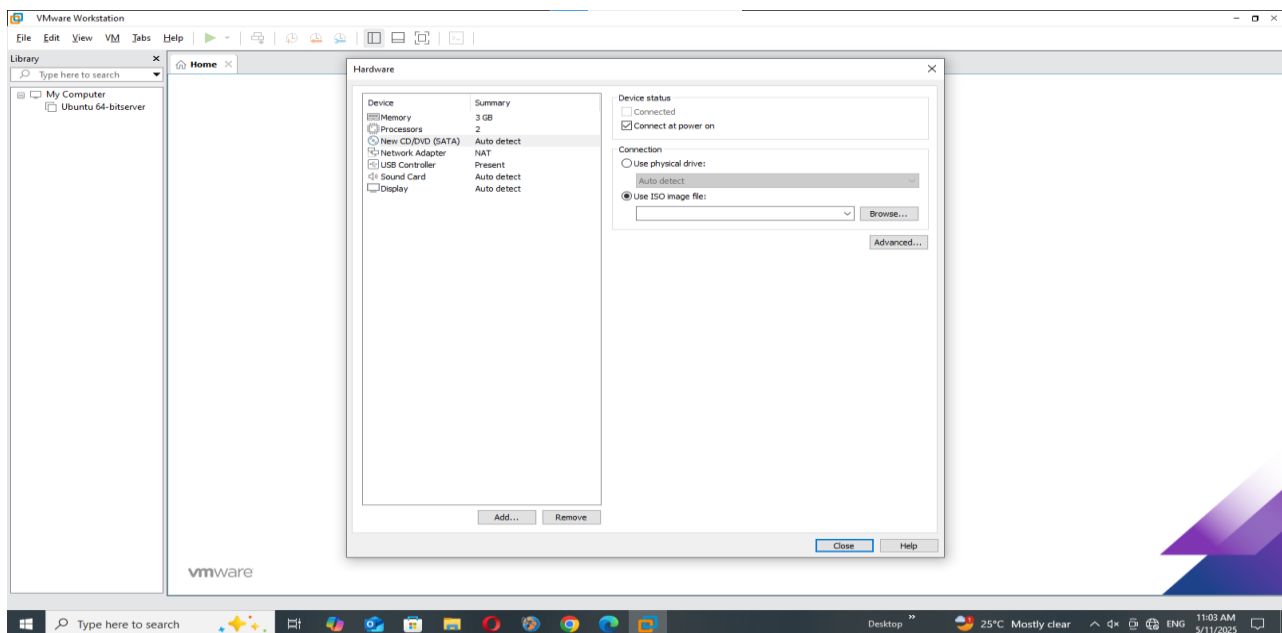 VMware Workstation
File Edit View VM Tabs Help
Library
Type here to search
My Computer
Ubuntu 64-bitserver
Home
Hardware
Device Summary
Memory 3 GB
Processors 2
New CD/DVD (SATA) Auto detect
Network Adapter NAT
USB Controller Present
Sound Card Auto detect
Display Auto detect
Add... Remove
Device status
Connected
Connect at power on
Connection
Use physical drive:
Auto detect
Use ISO image file:
Browse...
Advanced...
Close Help
vmware
Type here to search
Desktop
25°C Mostly clear
ENG
11:03 AM
5/11/2025